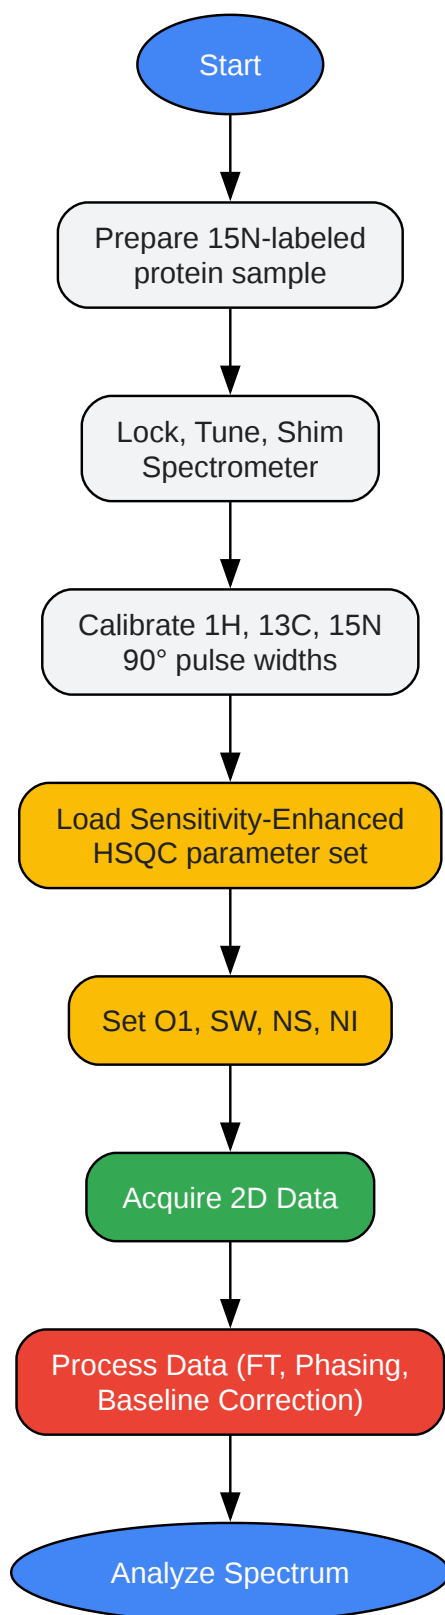 Start
Prepare 15N-labeled
protein sample
Lock, Tune, Shim
Spectrometer
Calibrate 1H, 13C, 15N
90° pulse widths
Load Sensitivity-Enhanced
HSQC parameter set
Set O1, SW, NS, NI
Acquire 2D Data
Process Data (FT, Phasing,
Baseline Correction)
Analyze Spectrum